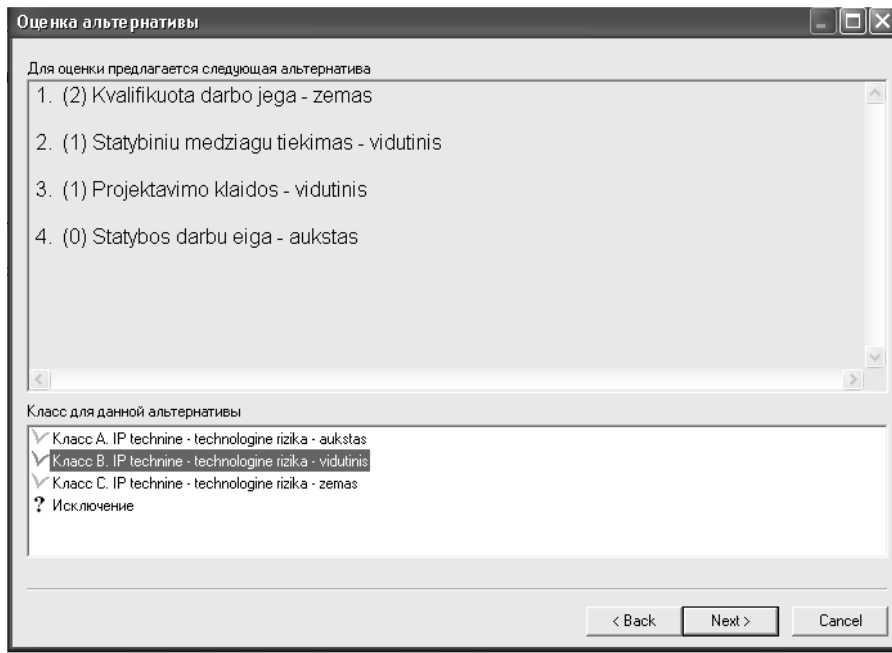 Оценка альтернативы
Для оценки предлагается следующая альтернатива
1. (2) Kvalifikuota darbo jega - zemas
2. (1) Statybiniu medziagu tiekimas - vidutinis
3. (1) Projektavimo klaidos - vidutinis
4. (0) Statybos darbu eiga - aukstas
Класс для данной альтернативы
Класс A. IP technine - technologine rizika - aukstas
Класс B. IP technine - technologine rizika - vidutinis
Класс C. IP technine - technologine rizika - zemas
? Исключение
< Back Next > Cancel